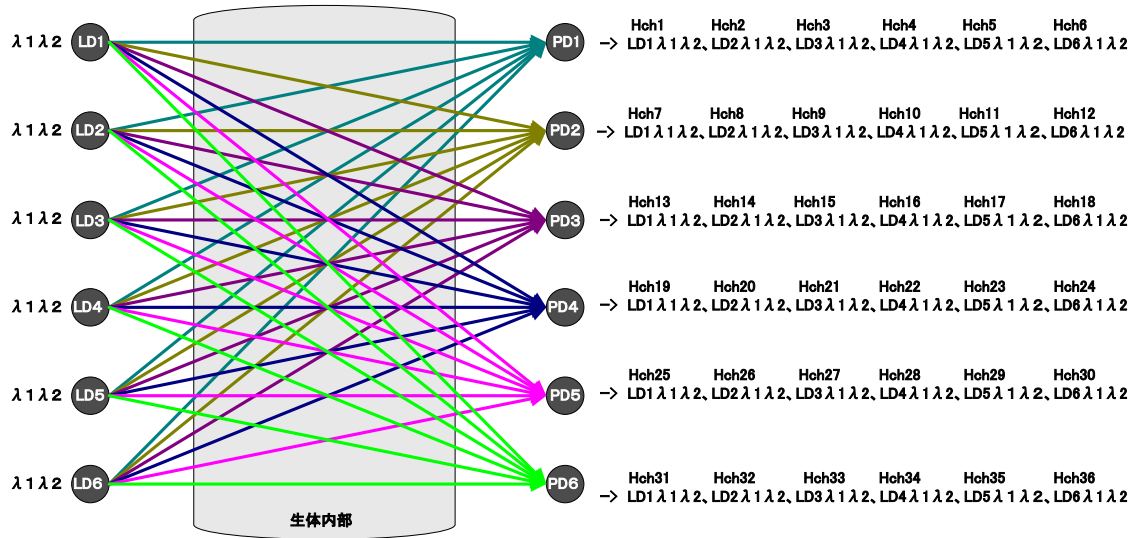 Hch1 Hch2 Hch3 Hch4 Hch5 Hch6
λ1λ2 LD1 PD1 -> LD1λ1λ2、LD2λ1λ2、LD3λ1λ2、LD4λ1λ2、LD5λ1λ2、LD6λ1λ2
Hch7 Hch8 Hch9 Hch10 Hch11 Hch12
λ1λ2 LD2 PD2 -> LD1λ1λ2、LD2λ1λ2、LD3λ1λ2、LD4λ1λ2、LD5λ1λ2、LD6λ1λ2
Hch13 Hch14 Hch15 Hch16 Hch17 Hch18
λ1λ2 LD3 PD3 -> LD1λ1λ2、LD2λ1λ2、LD3λ1λ2、LD4λ1λ2、LD5λ1λ2、LD6λ1λ2
Hch19 Hch20 Hch21 Hch22 Hch23 Hch24
λ1λ2 LD4 PD4 -> LD1λ1λ2、LD2λ1λ2、LD3λ1λ2、LD4λ1λ2、LD5λ1λ2、LD6λ1λ2
Hch25 Hch26 Hch27 Hch28 Hch29 Hch30
λ1λ2 LD5 PD5 -> LD1λ1λ2、LD2λ1λ2、LD3λ1λ2、LD4λ1λ2、LD5λ1λ2、LD6λ1λ2
Hch31 Hch32 Hch33 Hch34 Hch35 Hch36
λ1λ2 LD6 PD6 -> LD1λ1λ2、LD2λ1λ2、LD3λ1λ2、LD4λ1λ2、LD5λ1λ2、LD6λ1λ2
生体内部